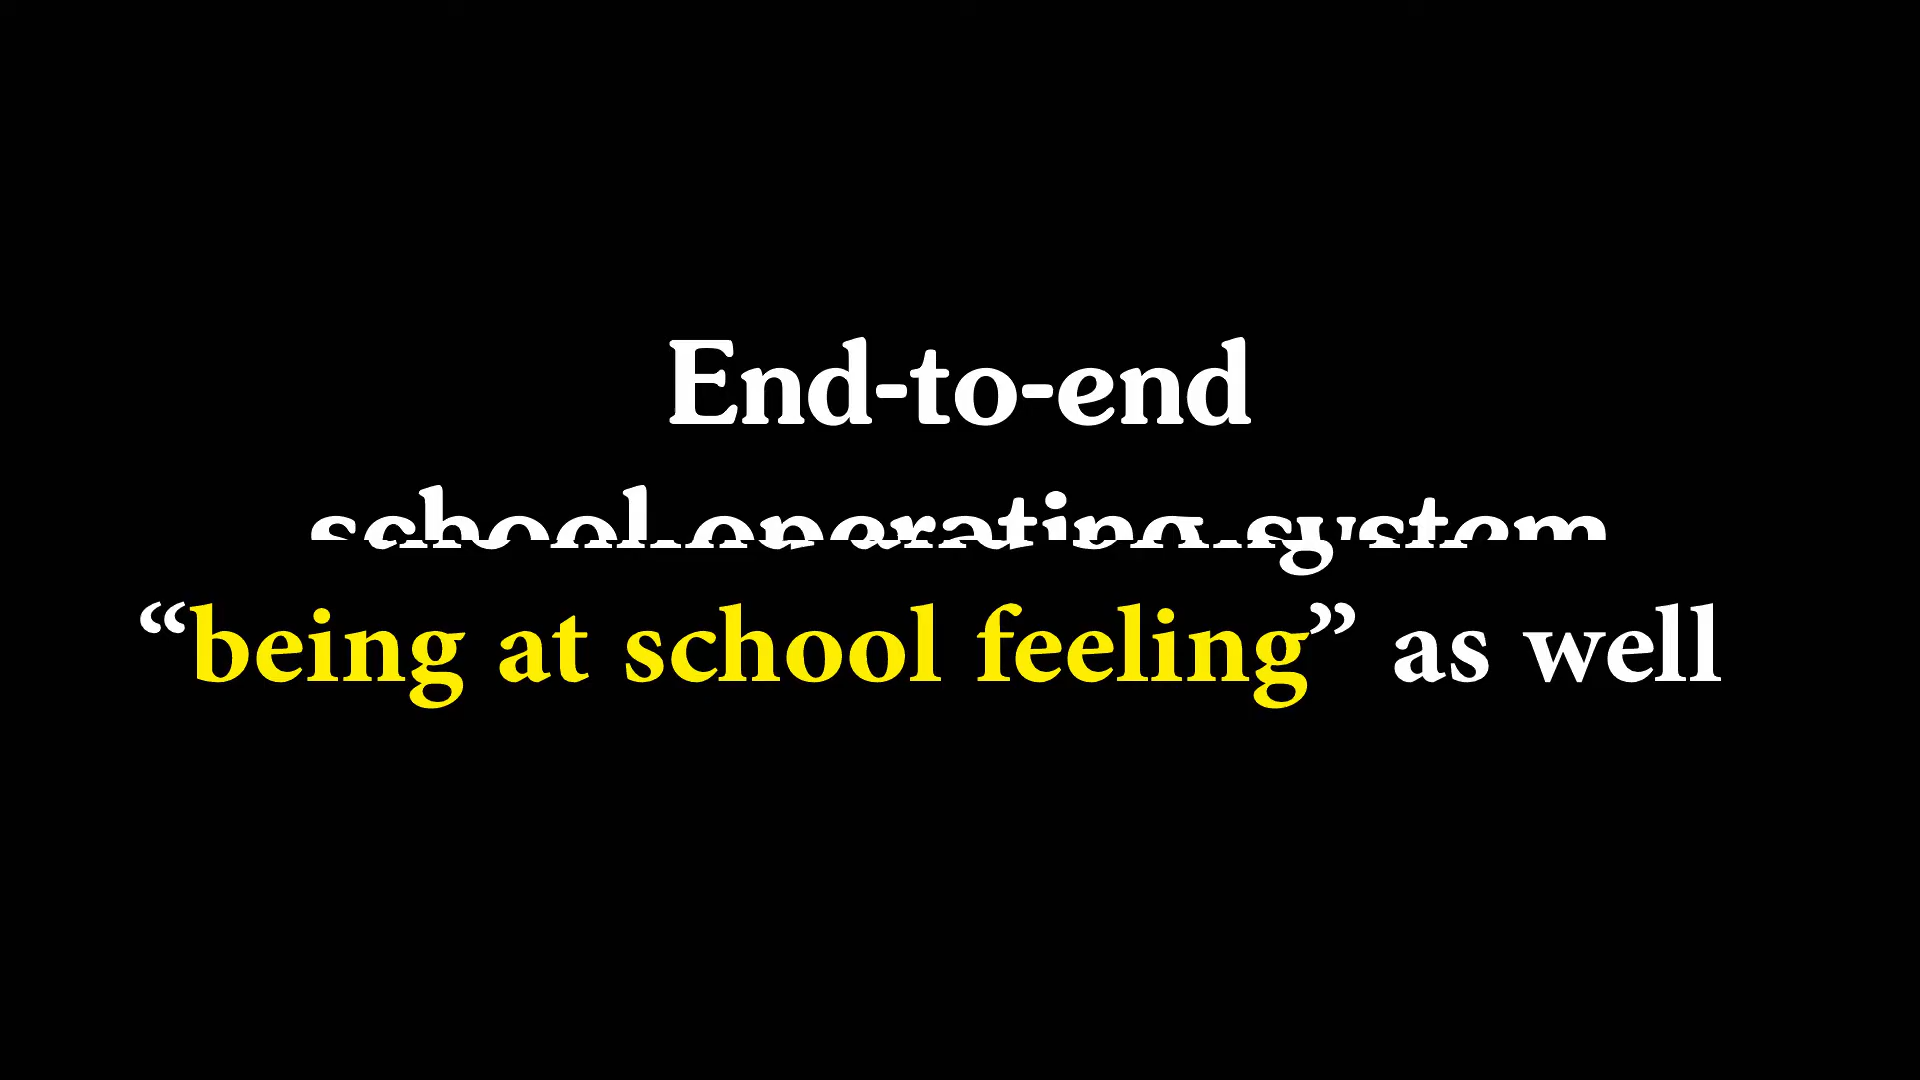 End-to-end
school operating system
“being at school feeling” as well